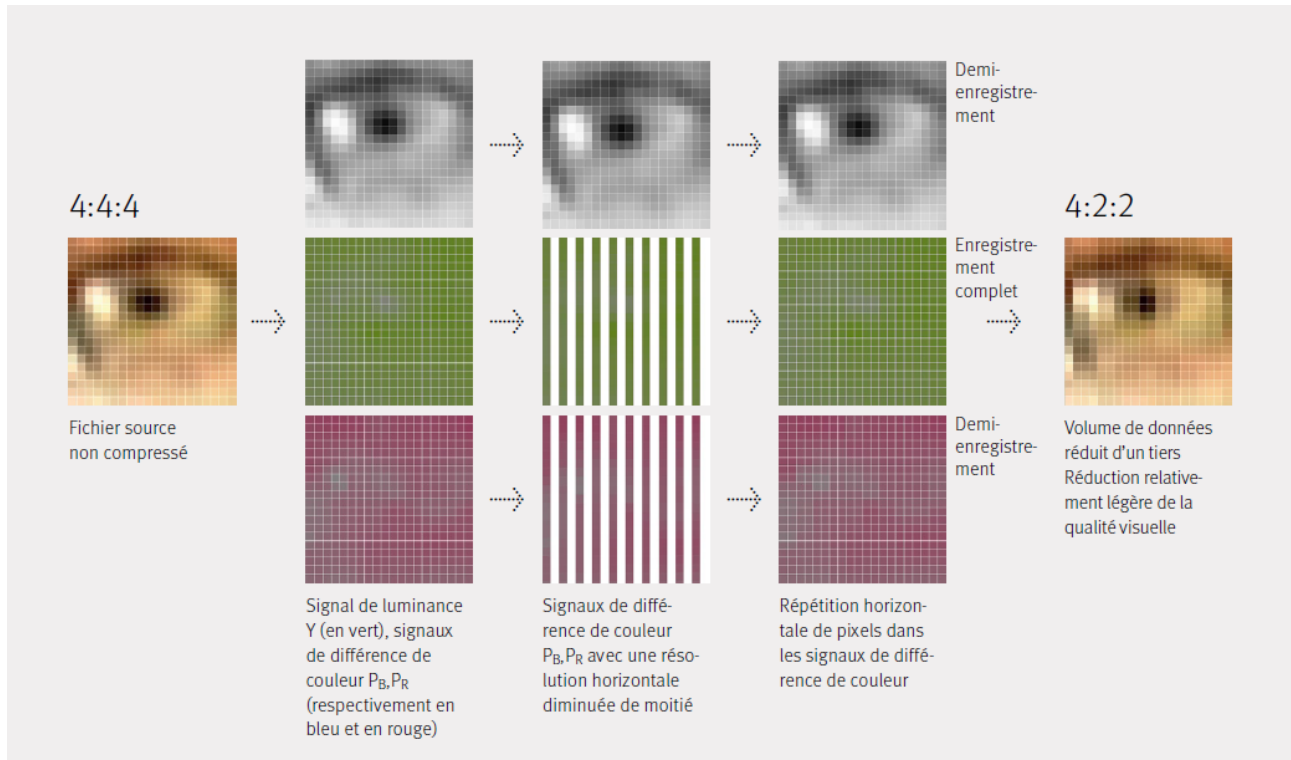 Demi-
enregistre-
ment
4:4:4
Fichier source
non compressé
4:2:2
Enregistre-
ment
complet
Demi-
enregistre-
ment
Volume de données
réduit d'un tiers
Réduction relative-
ment légère de la
qualité visuelle
Signal de luminance
Y (en vert), signaux
de différence de
couleur PB,PR
(respectivement en
bleu et en rouge)
Signaux de diffé-
rence de couleur
PB,PR avec une réso-
lution horizontale
diminuée de moitié
Répétition horizon-
tale de pixels dans
les signaux de diffé-
rence de couleur